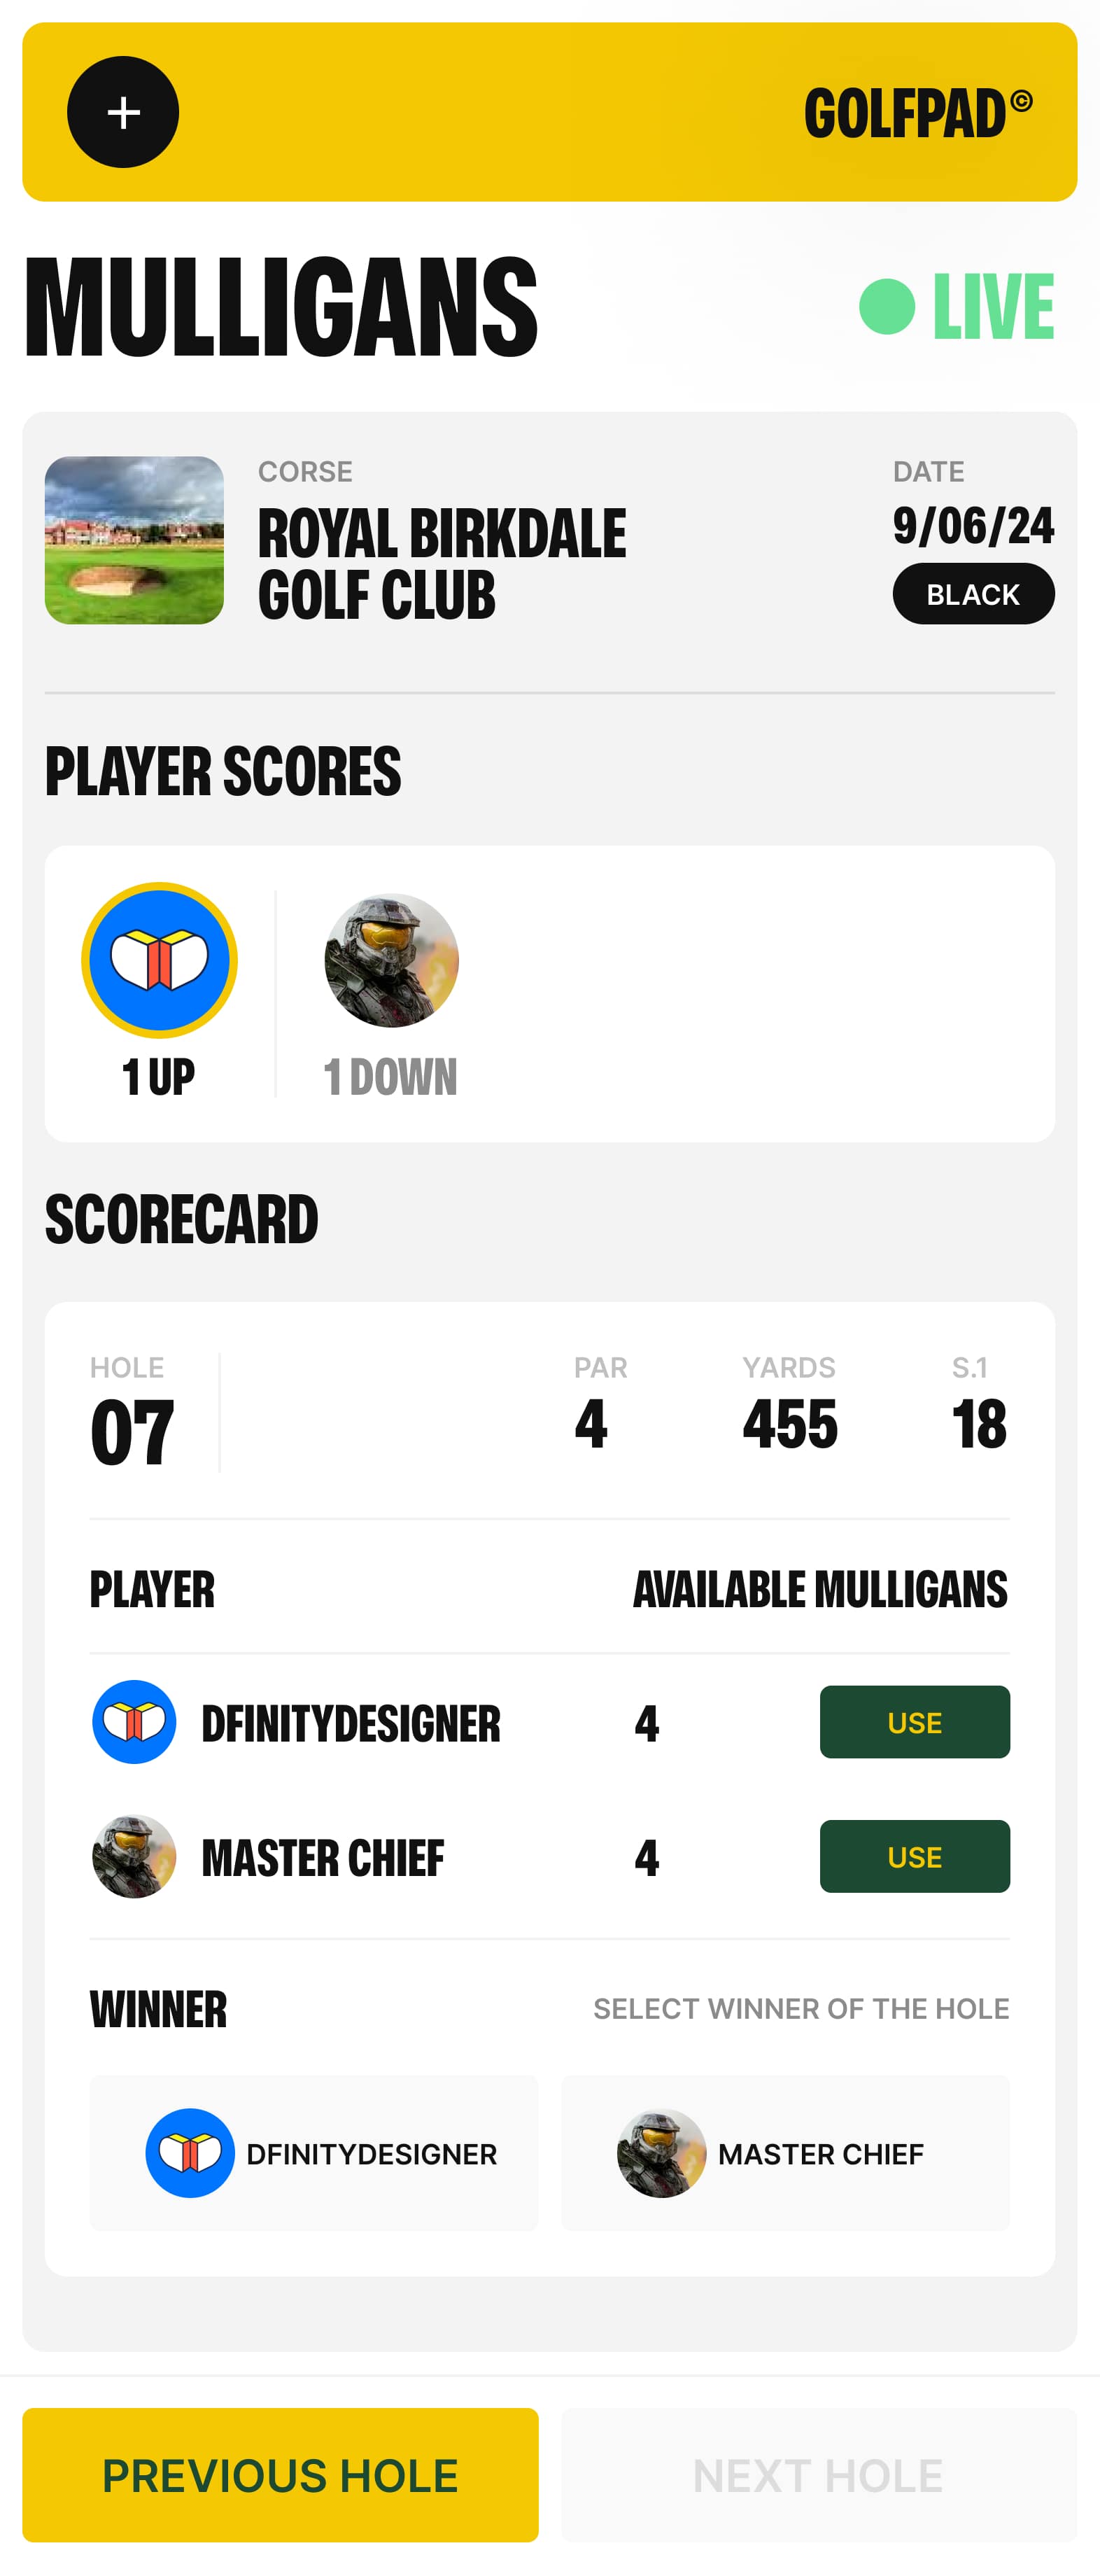 +
GOLFPAD©
MULLIGANS
LIVE
CORSE
ROYAL BIRKDALE
GOLF CLUB
DATE
9/06/24
BLACK
PLAYER SCORES
1 UP
1 DOWN
SCORECARD
HOLE
07
PAR
4
YARDS
455
S.1
18
PLAYER
AVAILABLE MULLIGANS
DFINITYDESIGNER 4 USE
MASTER CHIEF 4 USE
WINNER
SELECT WINNER OF THE HOLE
DFINITYDESIGNER
MASTER CHIEF
PREVIOUS HOLE
NEXT HOLE